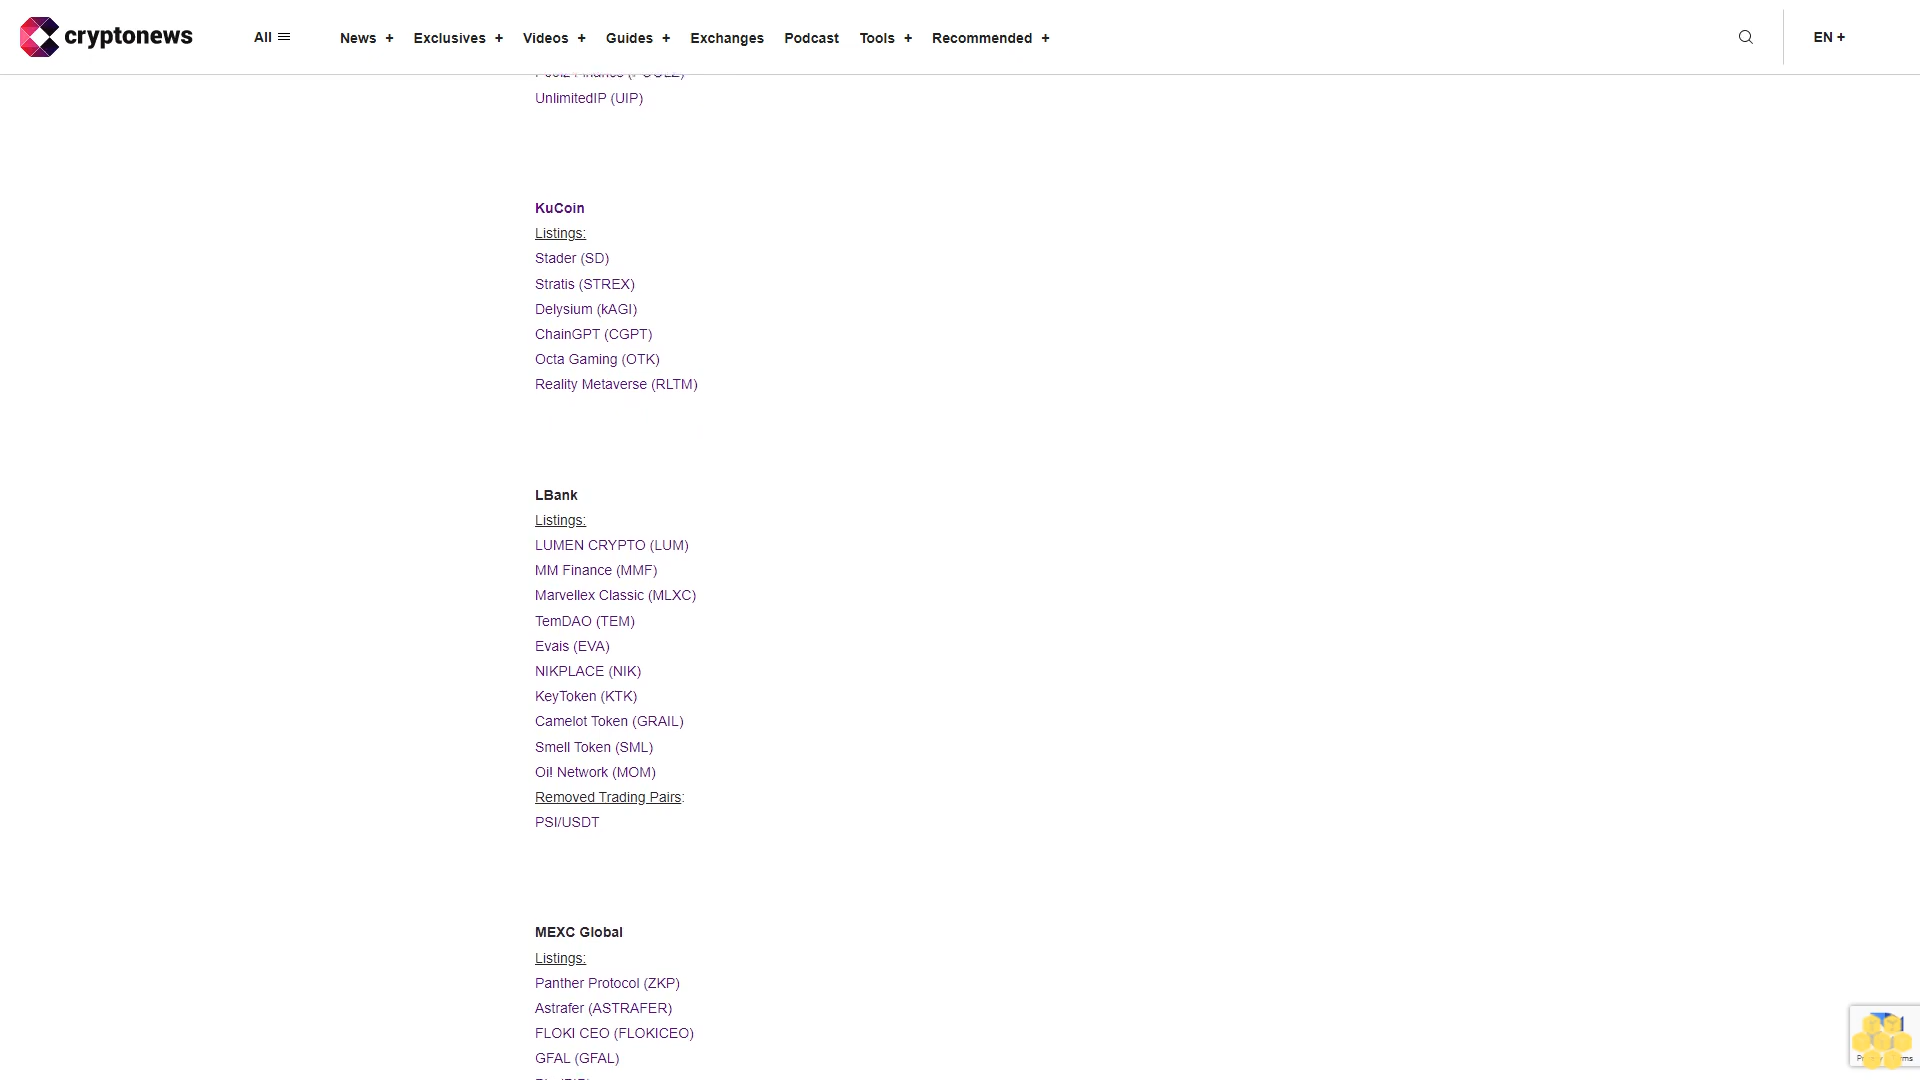 cryptonews
All
News +
Exclusives +
Videos +
Guides +
Exchanges
Podcast
Tools +
Recommended +
EN +
UnlimitedIP (UIP)
KuCoin
Listings:
Stader (SD)
Stratis (STREX)
Delysium (kAGI)
ChainGPT (CGPT)
Octa Gaming (OTK)
Reality Metaverse (RLTM)
LBank
Listings:
LUMEN CRYPTO (LUM)
MM Finance (MMF)
Marvellex Classic (MLXC)
TemDAO (TEM)
Evais (EVA)
NIKPLACE (NIK)
KeyToken (KTK)
Camelot Token (GRAIL)
Smell Token (SML)
Oi! Network (MOM)
Removed Trading Pairs:
PSI/USDT
MEXC Global
Listings:
Panther Protocol (ZKP)
Astrafer (ASTRAFER)
FLOKI CEO (FLOKICEO)
GFAL (GFAL)